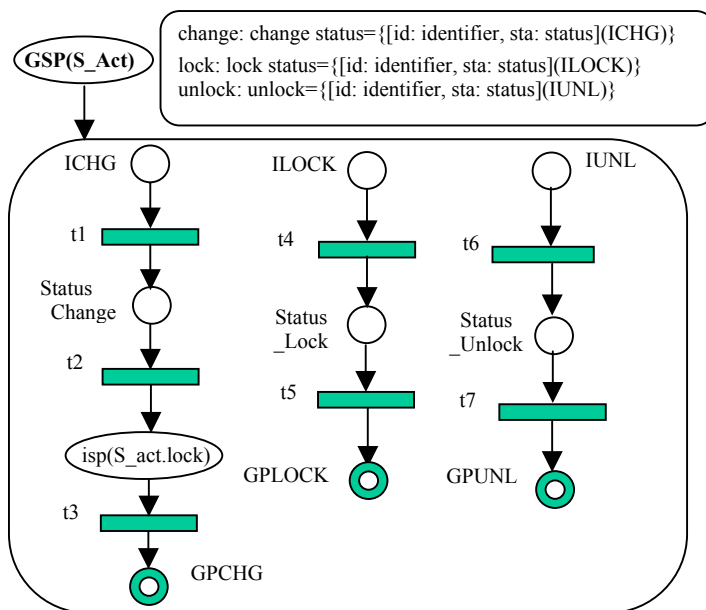 GSP(S_Act)
change: change status={[id: identifier, sta: status](ICHG)}
lock: lock status={[id: identifier, sta: status](ILOCK)}
unlock: unlock={[id: identifier, sta: status](IUNL)}
ICHG
ILOCK
IUNL
t1
t4
t6
Status
Change
Status
_Lock
Status
_Unlock
t2
t5
t7
isp(S_act.lock)
GPLOCK
GPUNL
t3
GPCHG